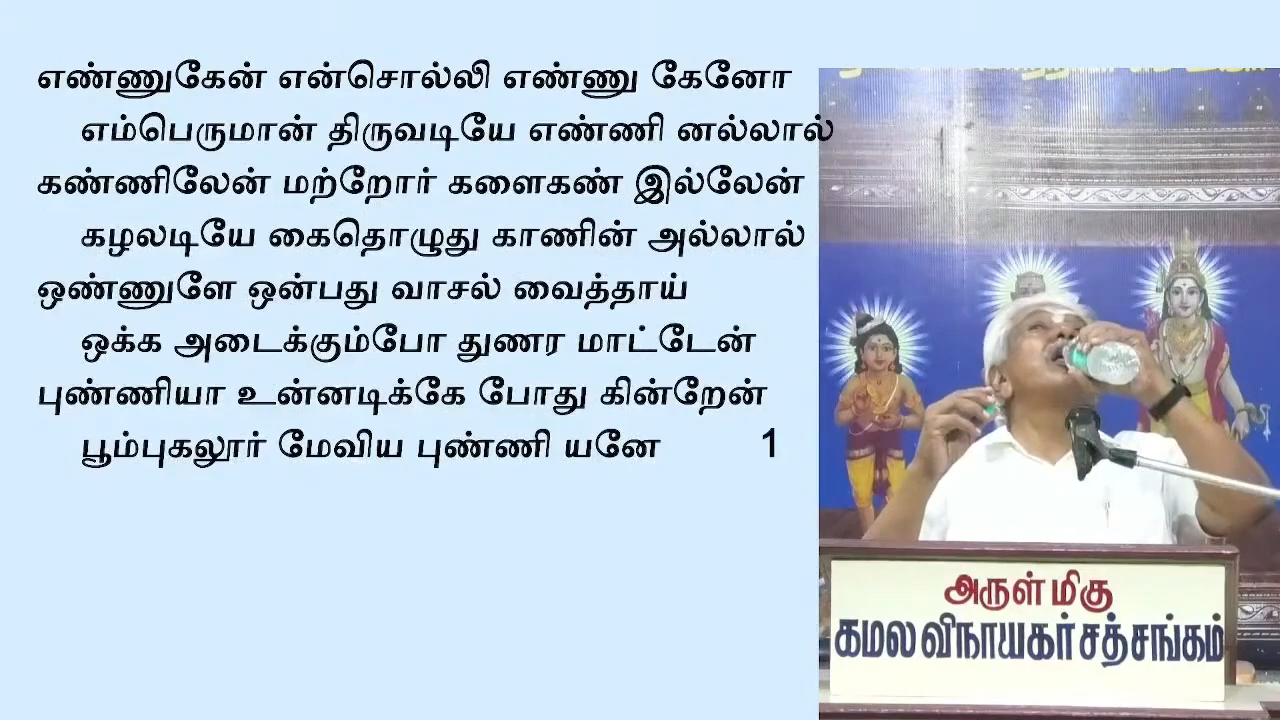 எண்ணுகேன் என்சொல்லி எண்ணு கேனோ
எம்பெருமான் திருவடியே எண்ணி னல்லால்
கண்ணிலேன் மற்றோர் களைகண் இல்லேன்
கழலடியே கைதொழுது காணின் அல்லால்
ஒண்ணுளே ஒன்பது வாசல் வைத்தாய்
ஒக்க அடைக்கும்போ துணர மாட்டேன்
புண்ணியா உன்னடிக்கே போது கின்றேன்
பூம்புகலூர் மேவிய புண்ணி யனே 1
அருள்மிகு
கமல விநாயகர் சத்சங்கம்